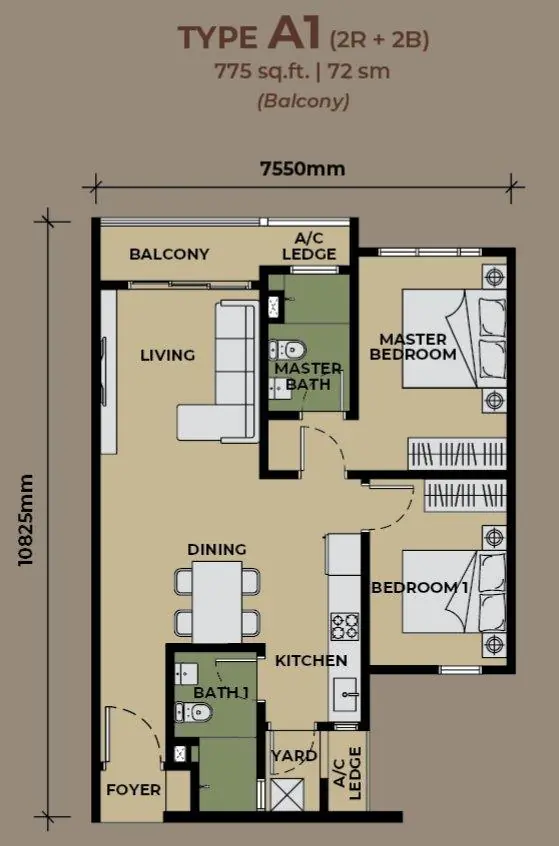 TYPE A1 (2R + 2B)
775 sq.ft. | 72 sm
(Balcony)
7550mm
BALCONY
A/C
LEDGE
LIVING
MASTER
BATH
MASTER
BEDROOM
10825mm
DINING
BEDROOM 1
KITCHEN
BATH 1
YARD
A/C
LEDGE
FOYER